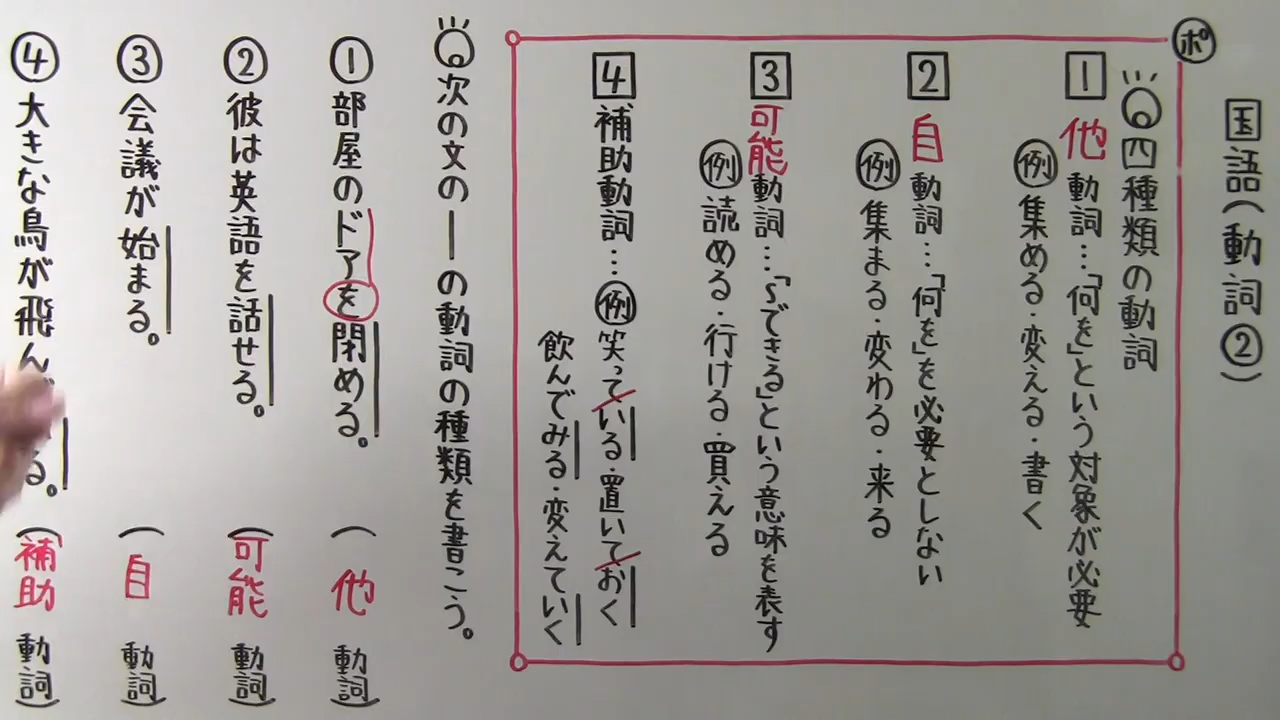 国語(動詞②)
ポ
四種類の動詞
1 他動詞…「何を」という対象が必要
例 集める・変える・書く
2 自動詞…「何を」を必要としない
例 集まる・変わる・来る
3 可能動詞…「〜できる」という意味を表す
例 読める・行ける・買える
4 補助動詞…例 笑っている・置いておく
飲んでみる・変えていく
次の文の―の動詞の種類を書こう。
① 部屋のドアを閉める。(他動詞)
② 彼は英語を話せる。(可能動詞)
③ 会議が始まる。(自動詞)
④ 大きな鳥が飛ん る。(補助動詞)